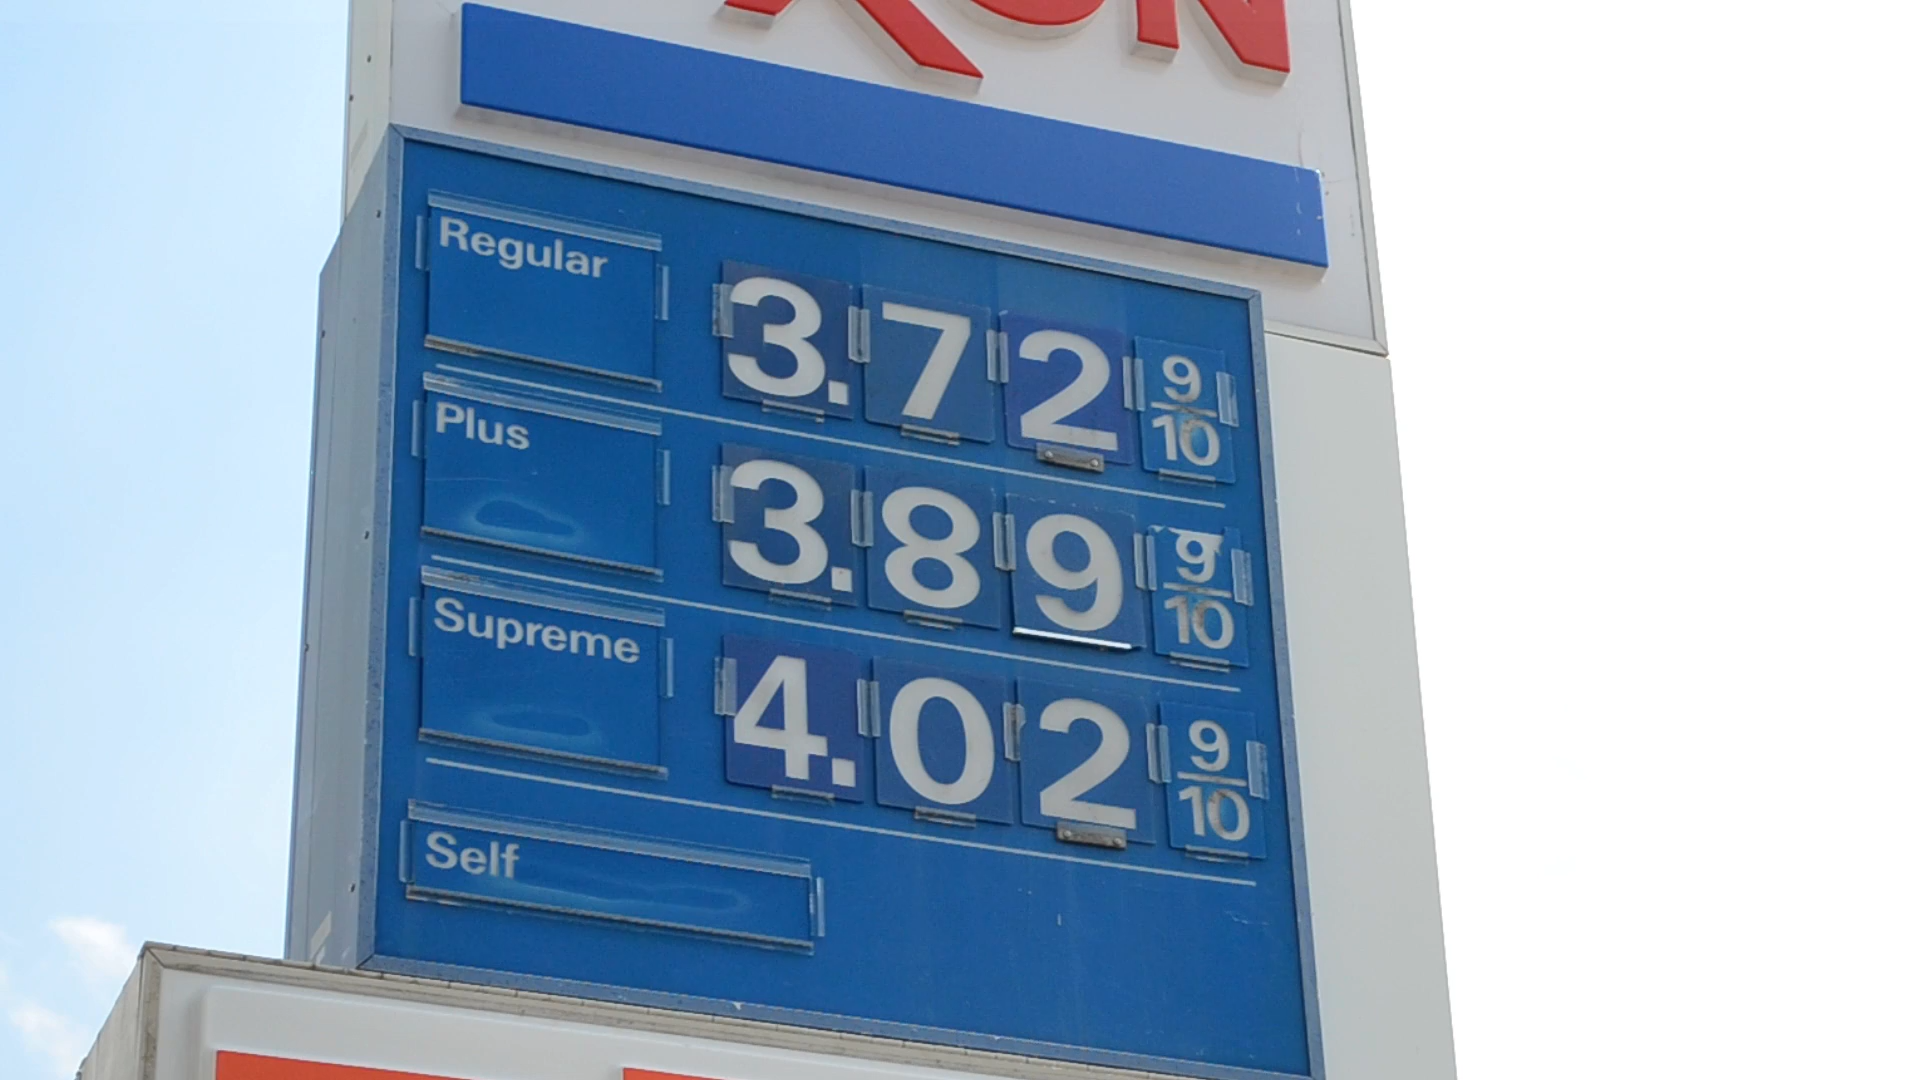 XON
Regular 3.72 9/10
Plus 3.89 9/10
Supreme 4.02 9/10
Self